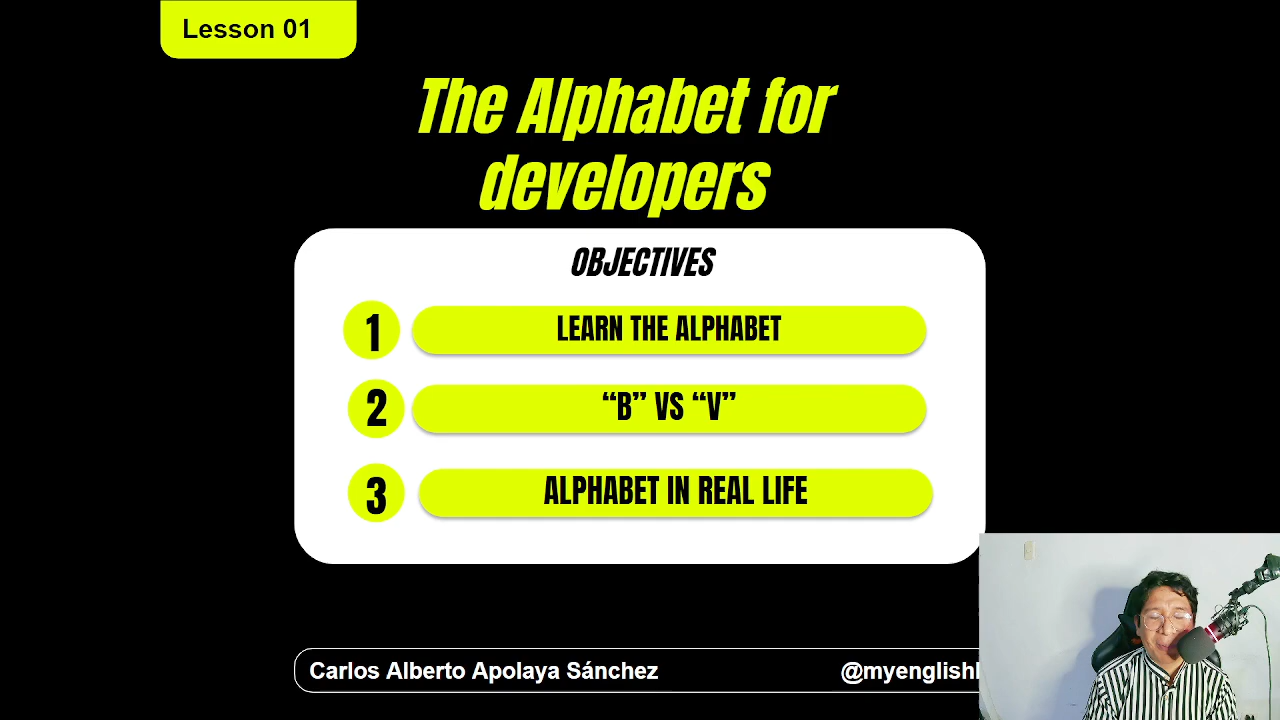 Lesson 01
The Alphabet for
developers
OBJECTIVES
1 LEARN THE ALPHABET
2 “B” VS “V”
3 ALPHABET IN REAL LIFE
Carlos Alberto Apolaya Sánchez @myenglish